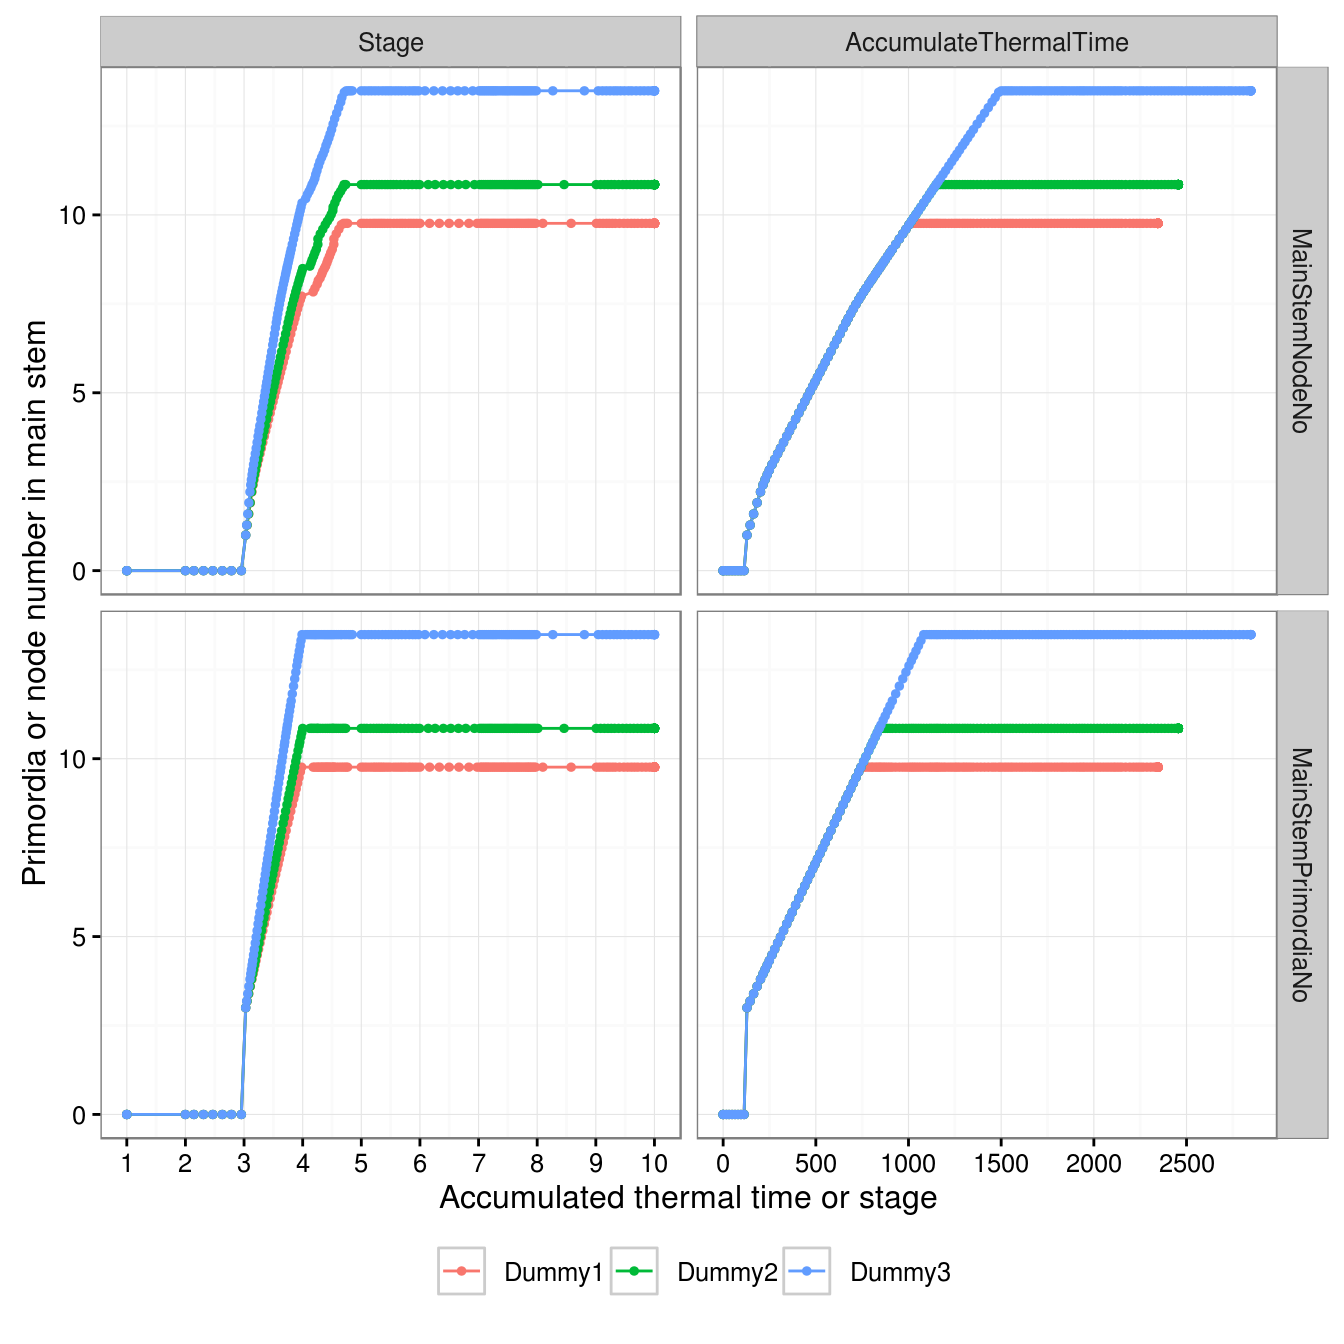 Stage
AccumulateThermalTime
Primordia or node number in main stem
10
5
0
MainStemNodeNo
10
5
0
MainStemPrimordiaNo
1 2 3 4 5 6 7 8 9 10
0 500 1000 1500 2000 2500
Accumulated thermal time or stage
Dummy1 Dummy2 Dummy3